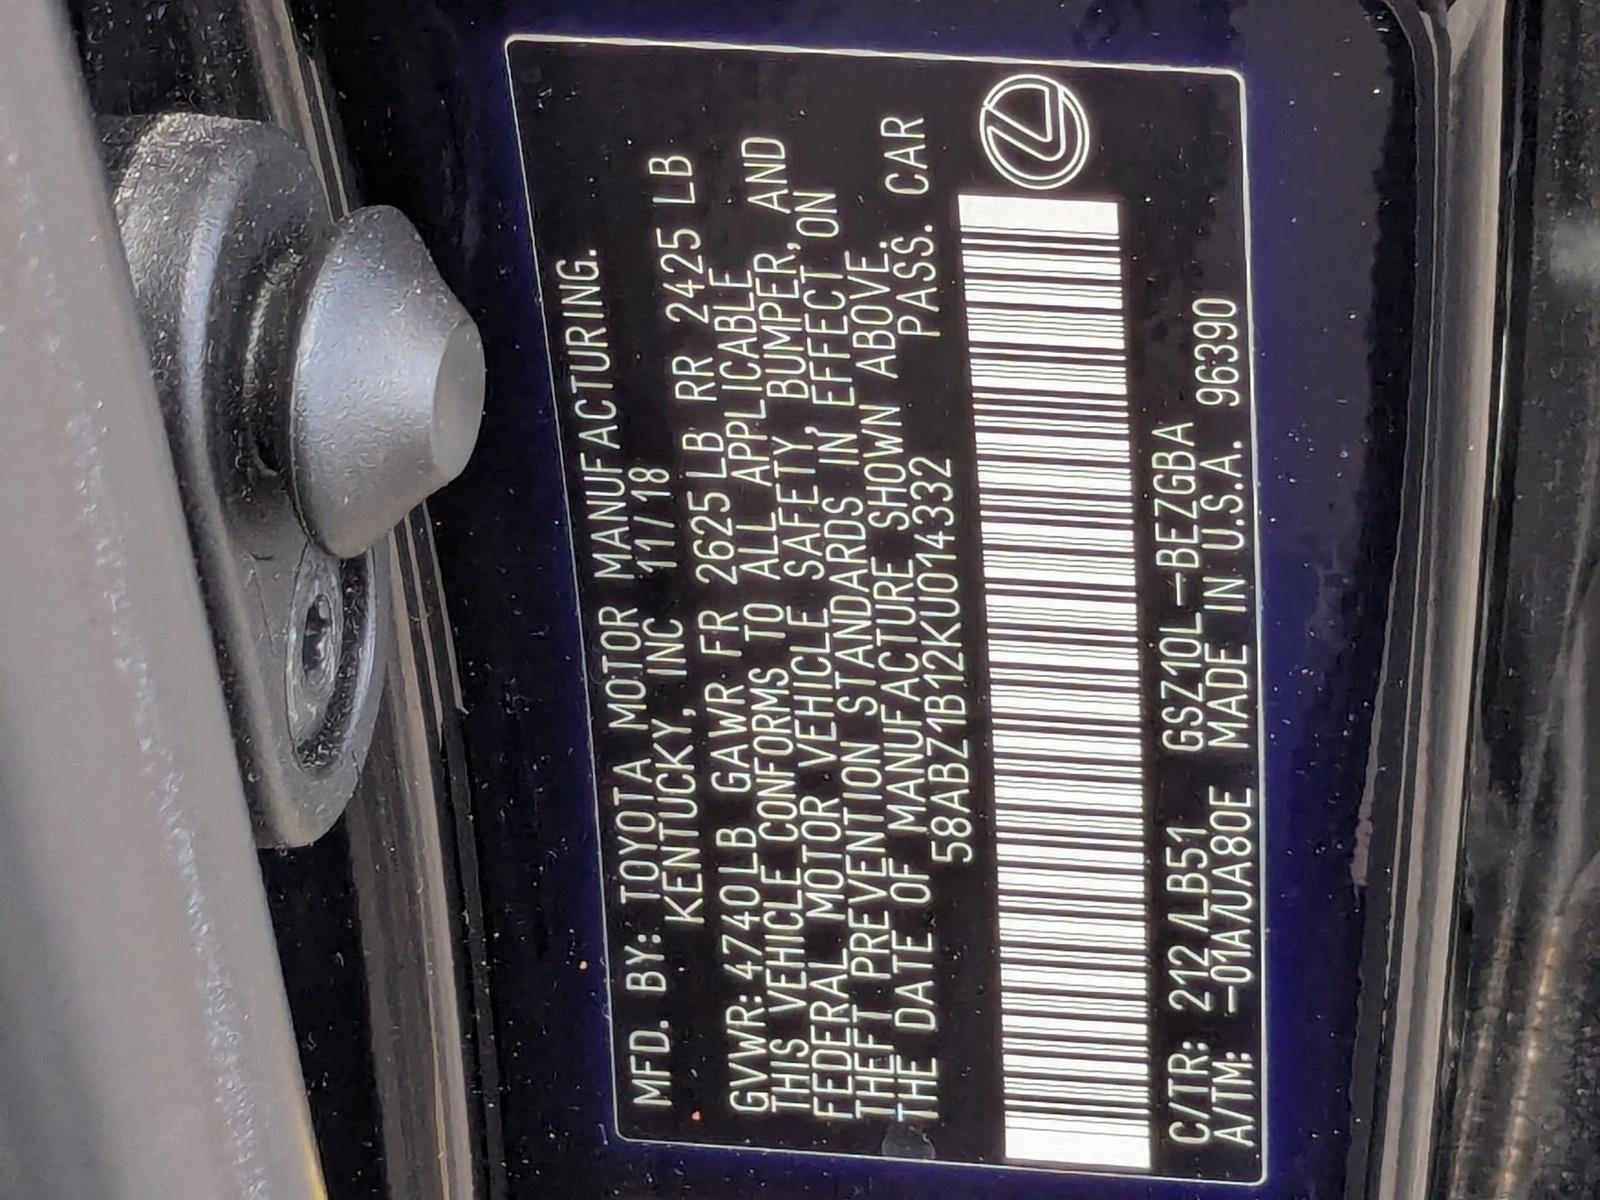 MFD. BY: TOYOTA MOTOR MANUFACTURING.
KENTUCKY, INC 11/18
GVWR: 4740LB GAWR FR 2625LB RR 2425 LB
THIS VEHICLE CONFORMS TO ALL APPLICABLE
FEDERAL MOTOR VEHICLE SAFETY, BUMPER, AND
THEFT PREVENTION STANDARDS IN EFFECT ON
THE DATE OF MANUFACTURE SHOWN ABOVE.
58ABZ1B12KU014332 PASS. CAR
C/TR: 212 /LB51 GSZ10L-BEZGBA
A/TM: -01A/UA80E MADE IN U.S.A. 96390